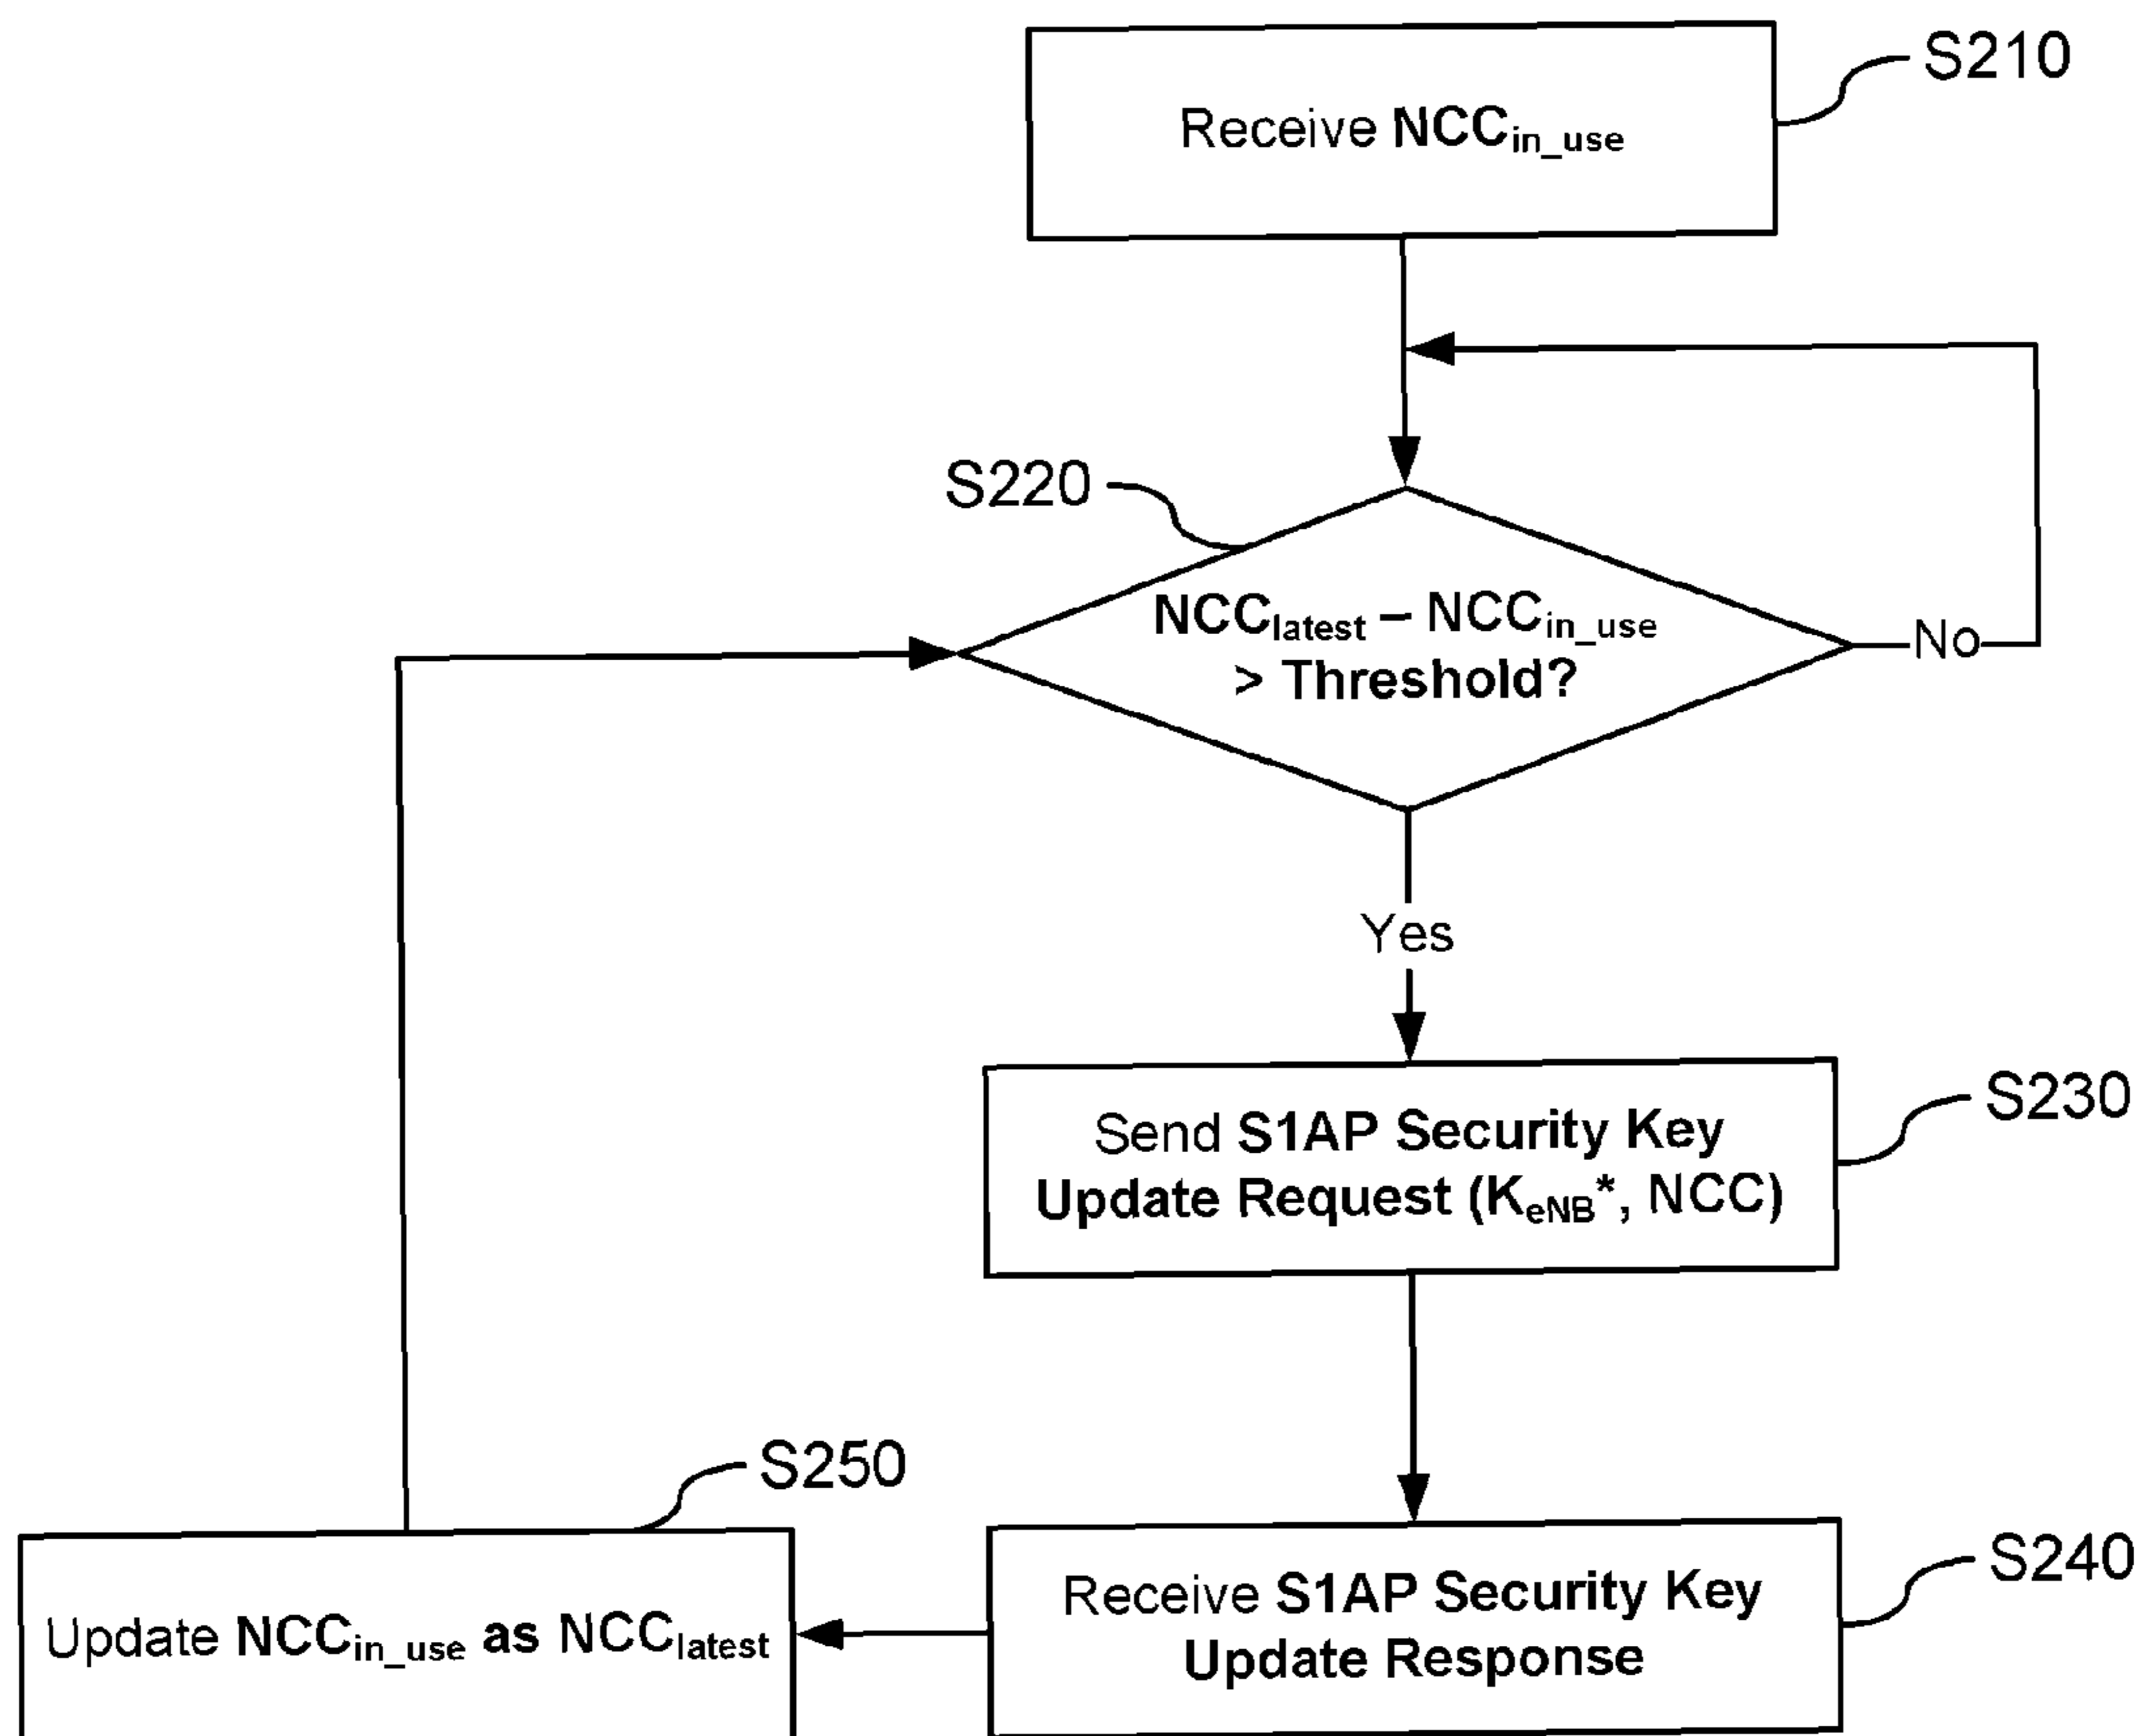 S210
Receive NCCin_use
S220
NCClatest – NCCin_use
> Threshold?
No
Yes
S230
Send S1AP Security Key
Update Request (KeNB*, NCC)
S250
S240
Update NCCin_use as NCClatest
Receive S1AP Security Key
Update Response